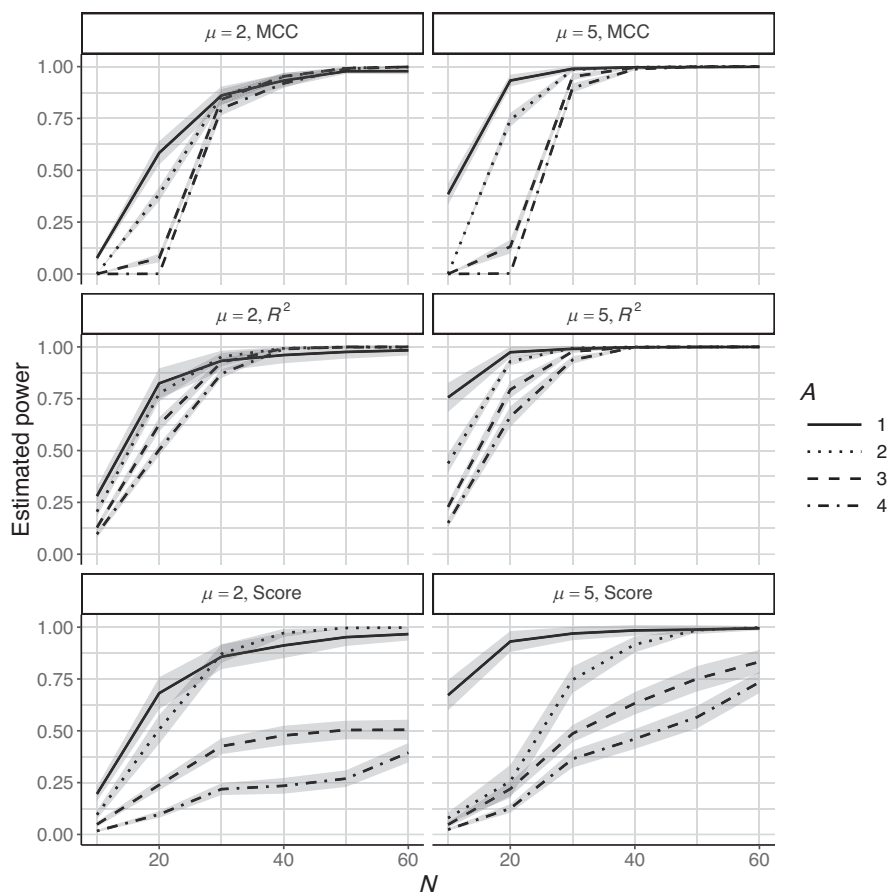 μ = 2, MCC
μ = 5, MCC
1.00
0.75
0.50
0.25
0.00
μ = 2, R²
μ = 5, R²
1.00
0.75
0.50
0.25
0.00
Estimated power
A
1
2
3
4
μ = 2, Score
μ = 5, Score
1.00
0.75
0.50
0.25
0.00
20
40
60
20
40
60
N